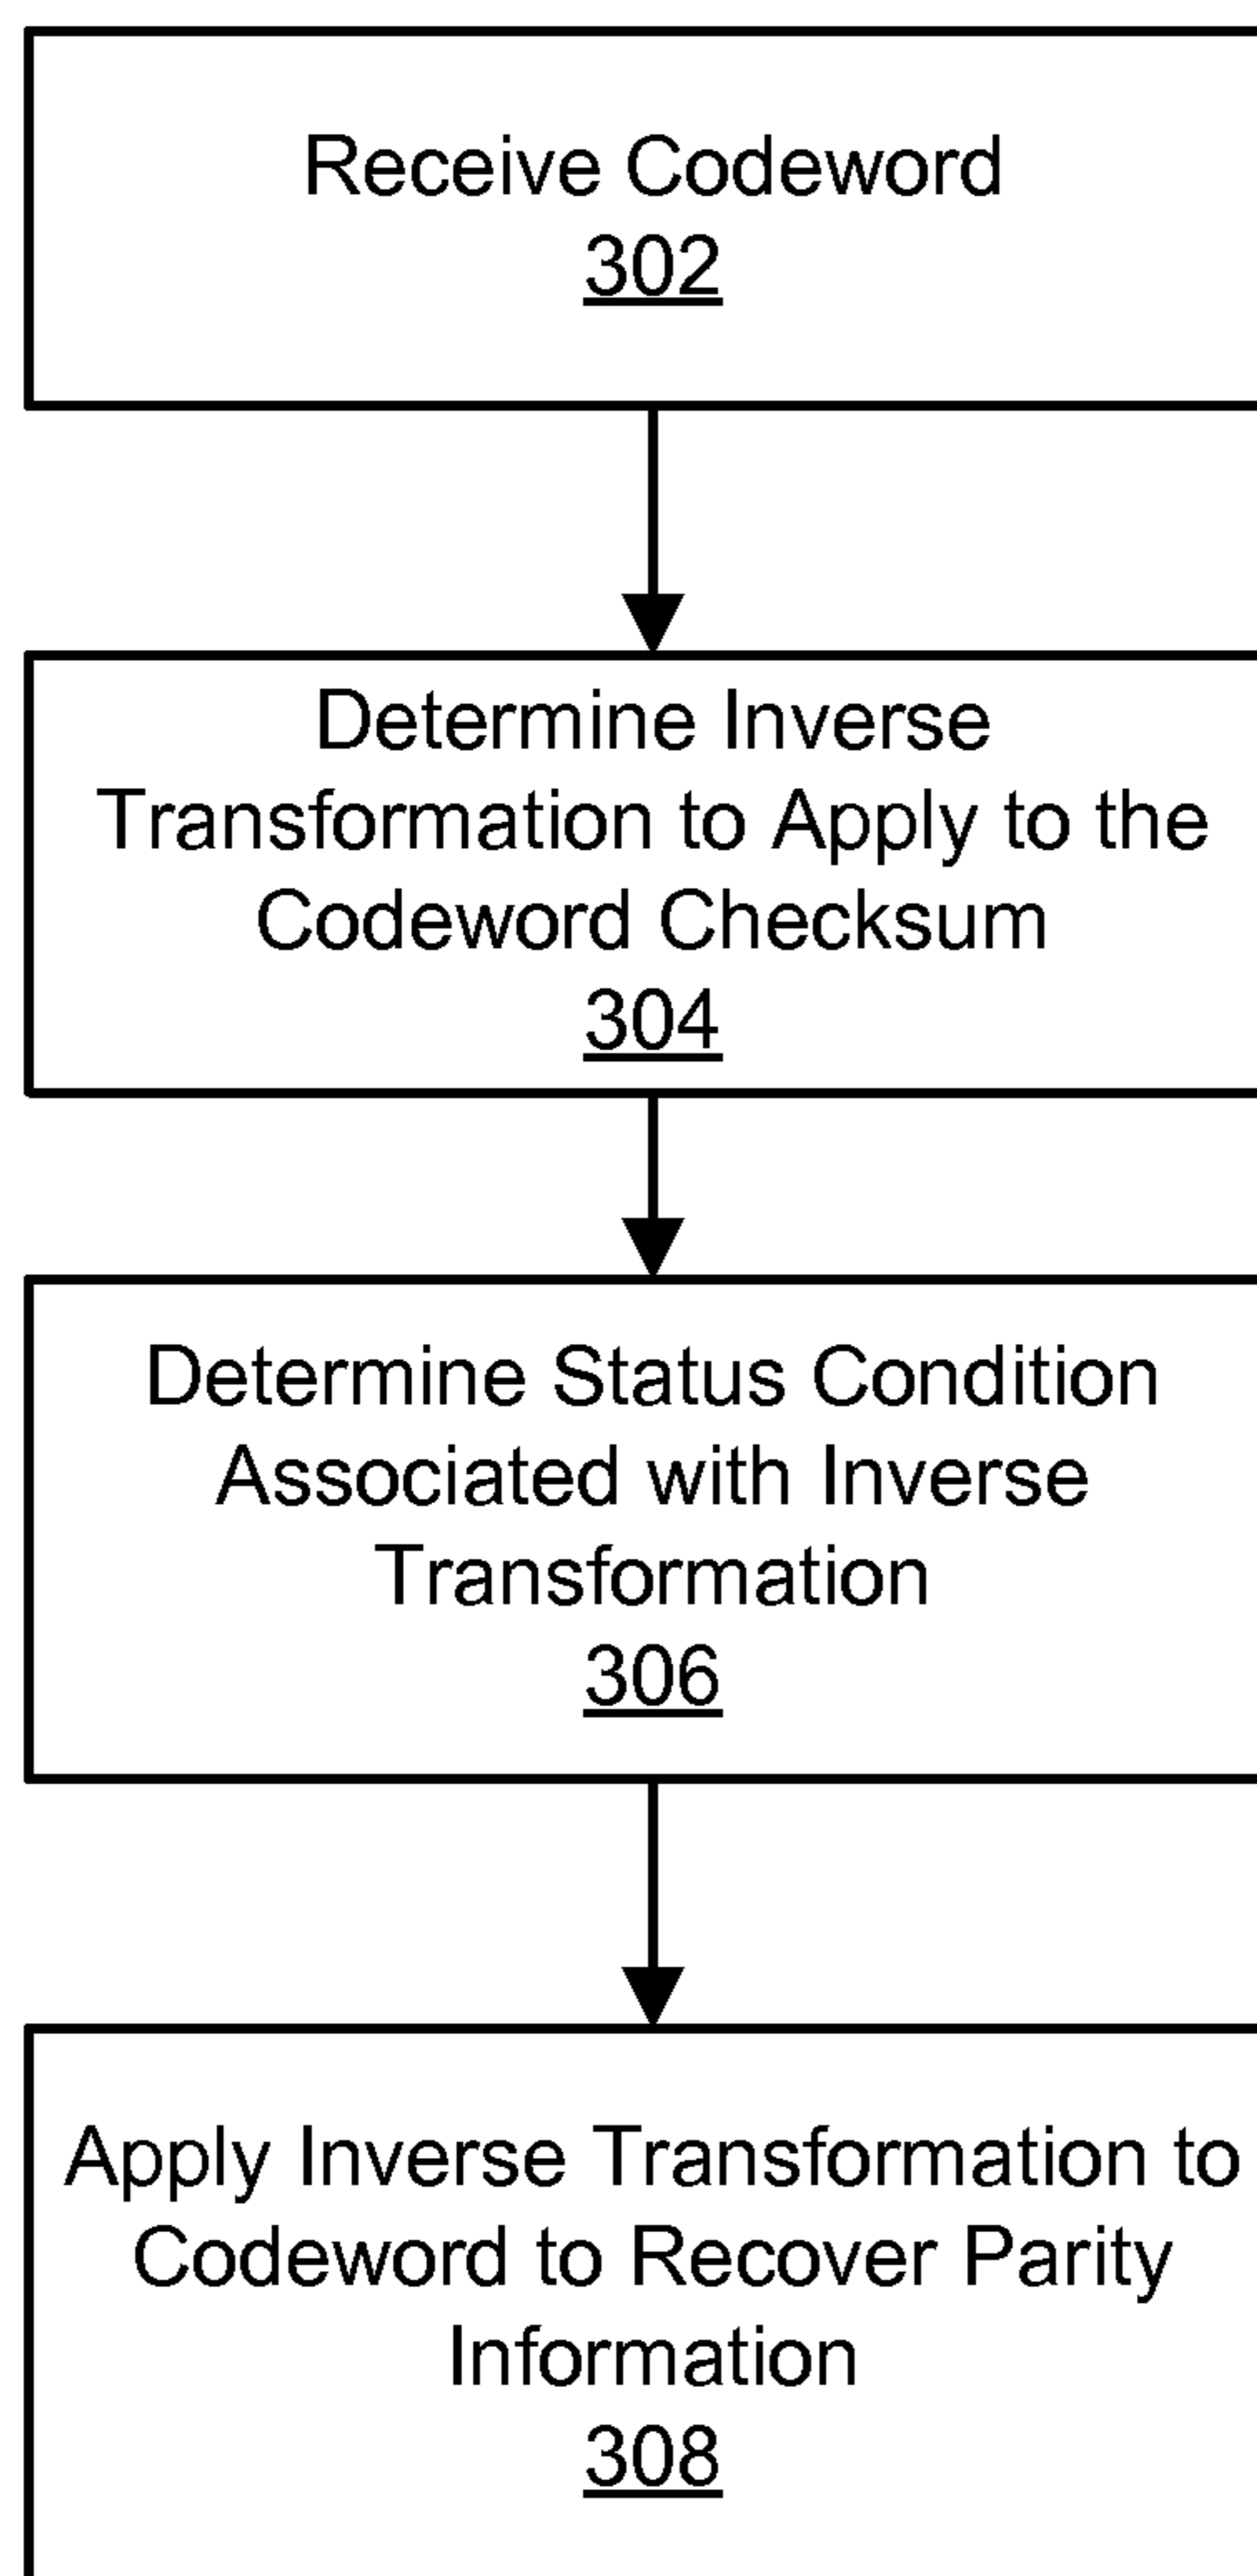 Receive Codeword
302
Determine Inverse
Transformation to Apply to the
Codeword Checksum
304
Determine Status Condition
Associated with Inverse
Transformation
306
Apply Inverse Transformation to
Codeword to Recover Parity
Information
308